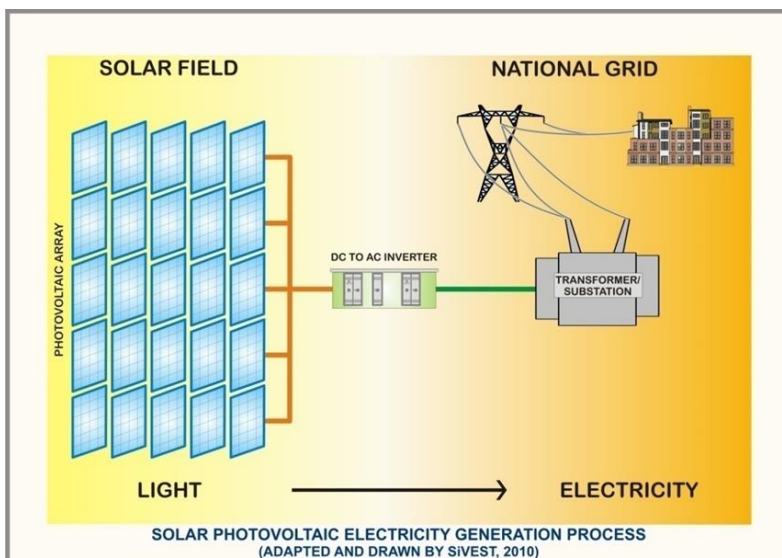 SOLAR FIELD
NATIONAL GRID
PHOTOVOLTAIC ARRAY
DC TO AC INVERTER
TRANSFORMER/
SUBSTATION
LIGHT
ELECTRICITY
SOLAR PHOTOVOLTAIC ELECTRICITY GENERATION PROCESS
(ADAPTED AND DRAWN BY SiVEST, 2010)